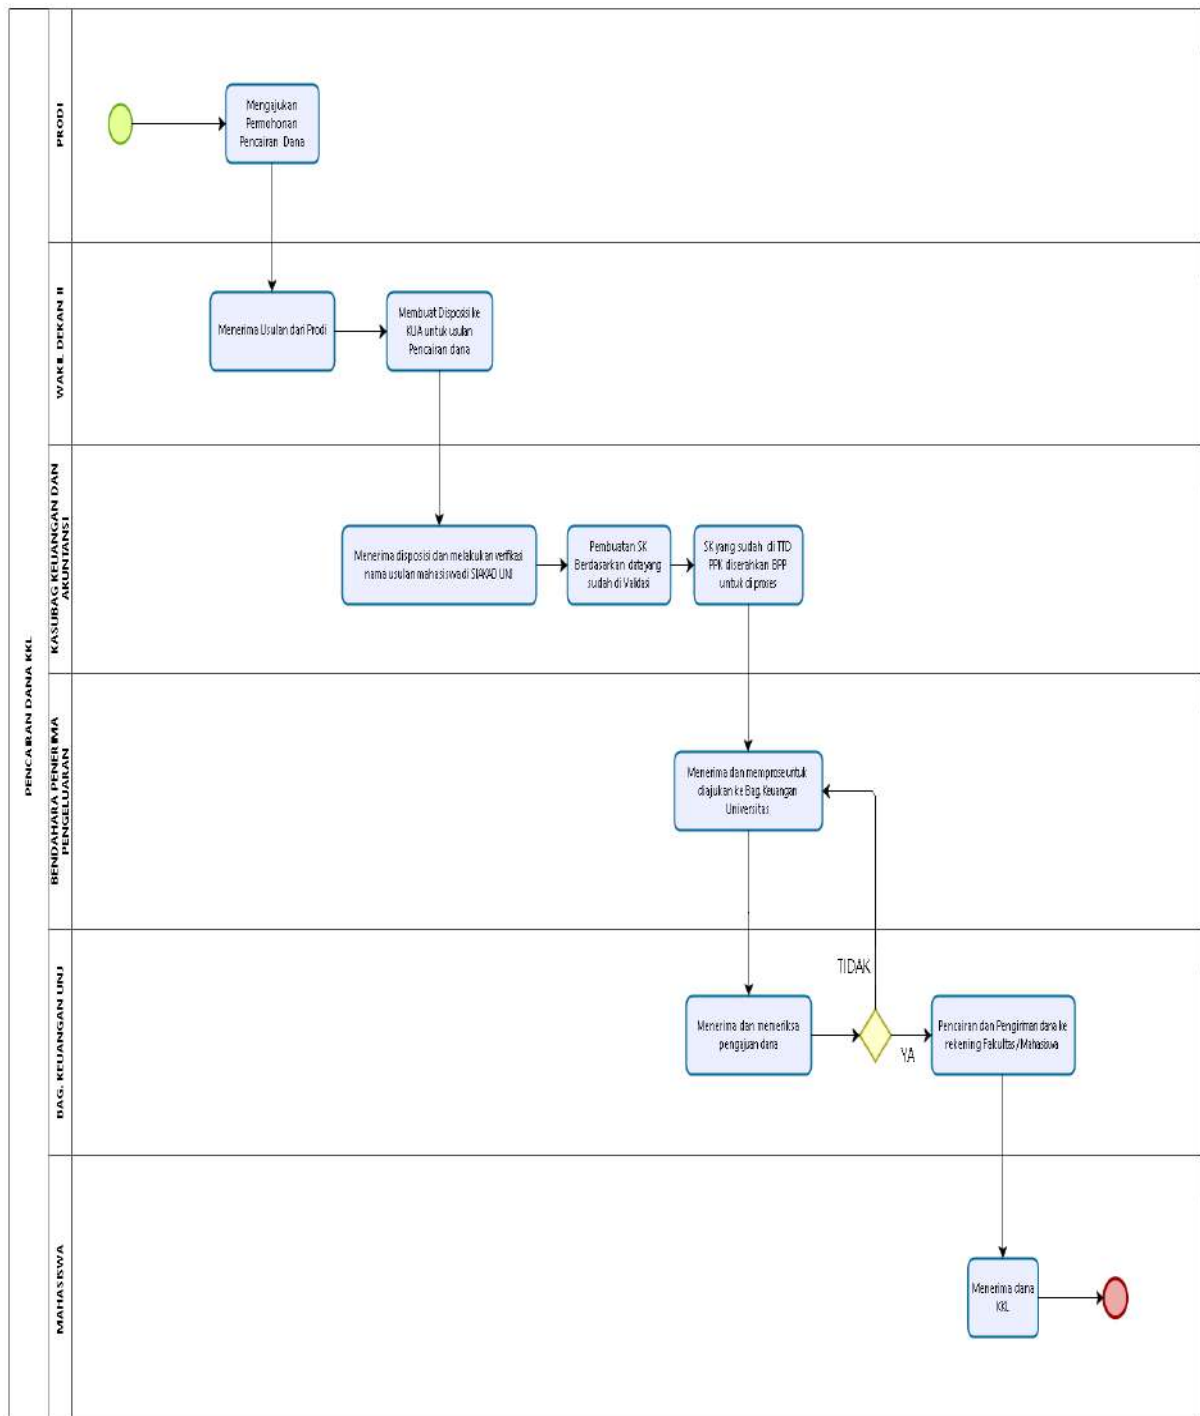 PENCAIRAN DANA KKL
PRODI
Mengajukan
Permohonan
Pencairan Dana
WAKIL DEKAN II
Menerima Usulan dari Prodi
Membuat Disposisi ke
KUA untuk usulan
Pencairan dana
KASUBAG KEUANGAN DAN
AKUNTANSI
Menerima disposisi dan melakukan verifikasi
nama usulan mahasiswa di SIAKAD UNJ
Pembuatan SK
Berdasarkan data yang
sudah di Validasi
SK yang sudah di TTD
PPK diserahkan BPP
untuk di proses
BENDAHARA PENERIMA
PENGELUARAN
Menerima dan memprose untuk
diajukan ke Bag. Keuangan
Universitas
BAG. KEUANGAN UNJ
Menerima dan memeriksa
pengajuan dana
TIDAK
YA
Pencairan dan Pengiriman dana ke
rekening Fakultas/Mahasiswa
MAHASISWA
Menerima dana
KKL